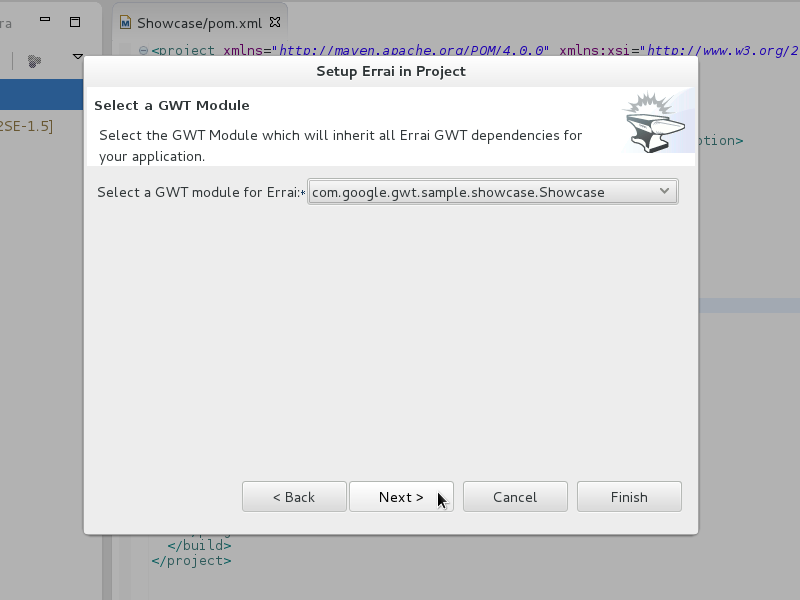 ra
Showcase/pom.xml
<project xmlns="http://maven.apache.org/POM/4.0.0" xmlns:xsi="http://www.w3.org/2
Setup Errai in Project
Select a GWT Module
2SE-1.5]
Select the GWT Module which will inherit all Errai GWT dependencies for
your application.
ption>
Select a GWT module for Errai:*
com.google.gwt.sample.showcase.Showcase
< Back
Next >
Cancel
Finish
</build>
</project>